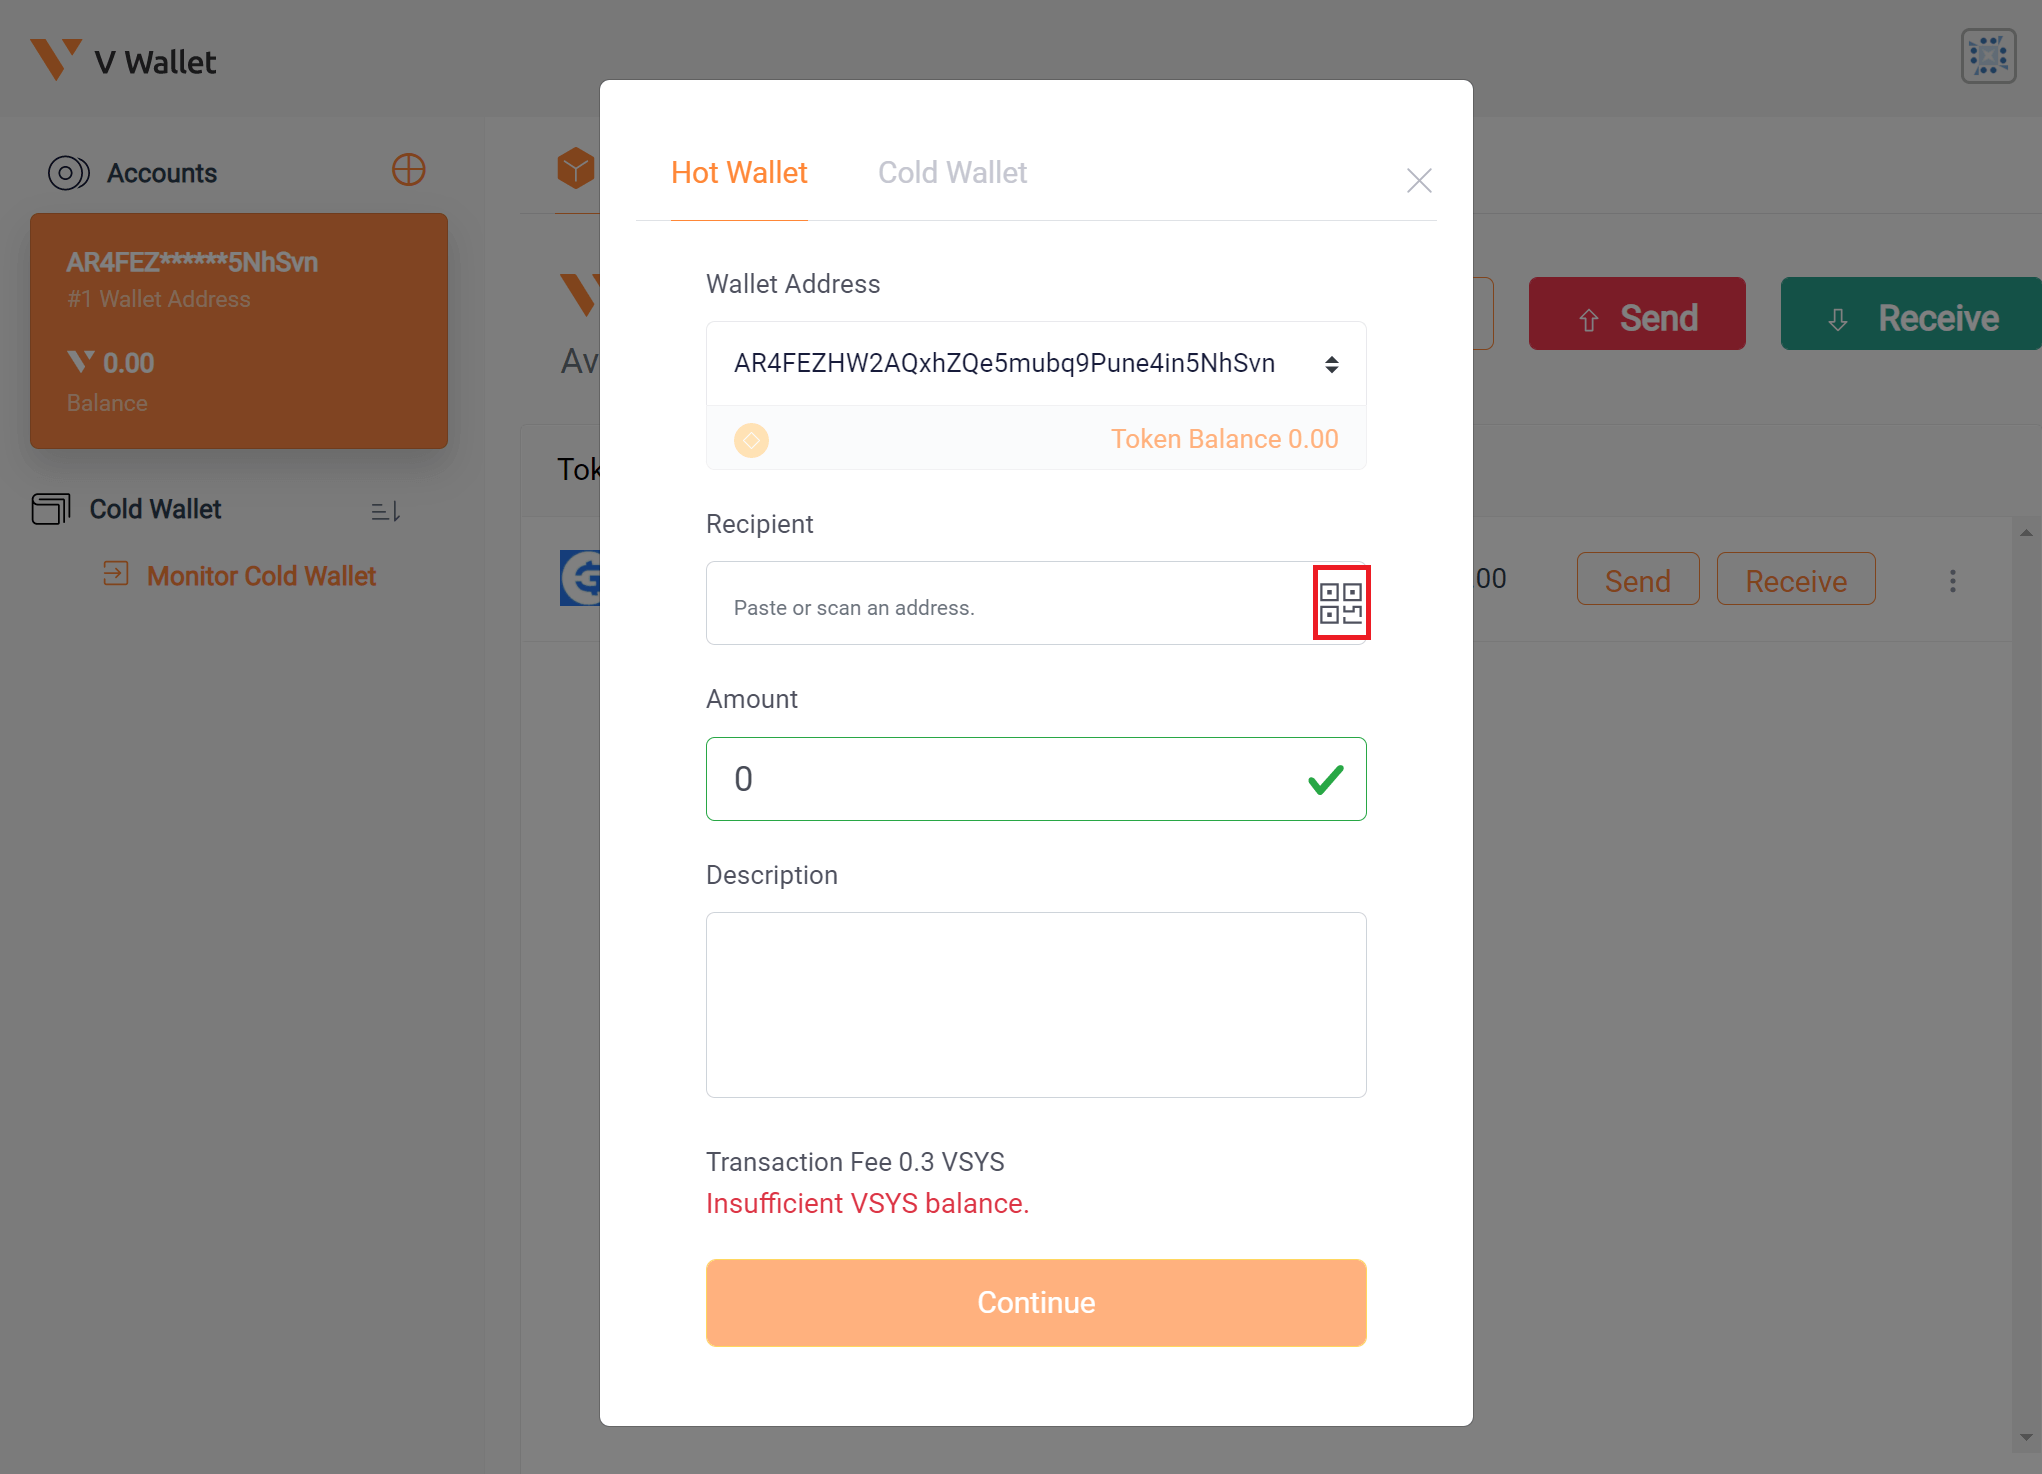 V Wallet
Accounts
AR4FEZ******5NhSvn
#1 Wallet Address
0.00
Balance
Cold Wallet
Monitor Cold Wallet
Av
Send
Receive
Tok
00
Send
Receive
Hot Wallet
Cold Wallet
Wallet Address
AR4FEZHW2AQxhZQe5mubq9Pune4in5NhSvn
Token Balance 0.00
Recipient
Paste or scan an address.
Amount
0
Description
Transaction Fee 0.3 VSYS
Insufficient VSYS balance.
Continue